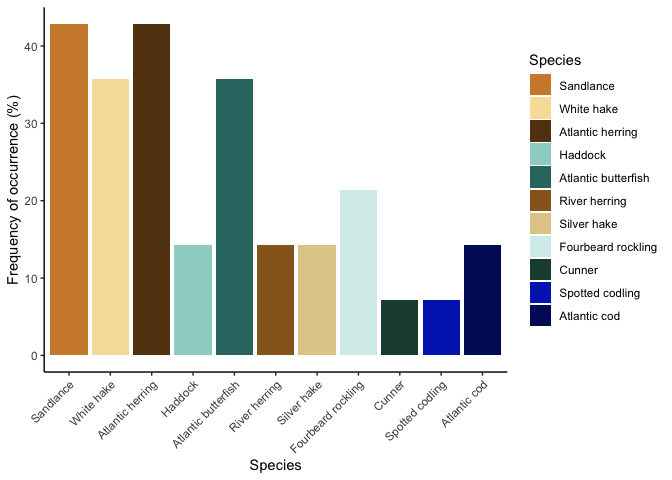 Frequency of occurrence (%)
40
30
20
10
0
Sandlance
White hake
Atlantic herring
Haddock
Atlantic butterfish
River herring
Silver hake
Fourbeard rockling
Cunner
Spotted codling
Atlantic cod
Species
Species
Sandlance
White hake
Atlantic herring
Haddock
Atlantic butterfish
River herring
Silver hake
Fourbeard rockling
Cunner
Spotted codling
Atlantic cod